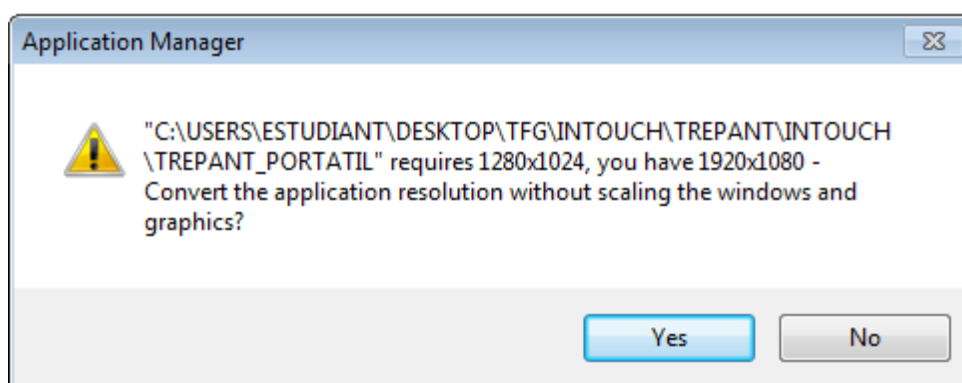 Application Manager
"C:\USERS\ESTUDIANT\DESKTOP\TFG\INTOUCH\TREPANT\INTOUCH
\TREPANT_PORTATIL" requires 1280x1024, you have 1920x1080 -
Convert the application resolution without scaling the windows and
graphics?
Yes
No